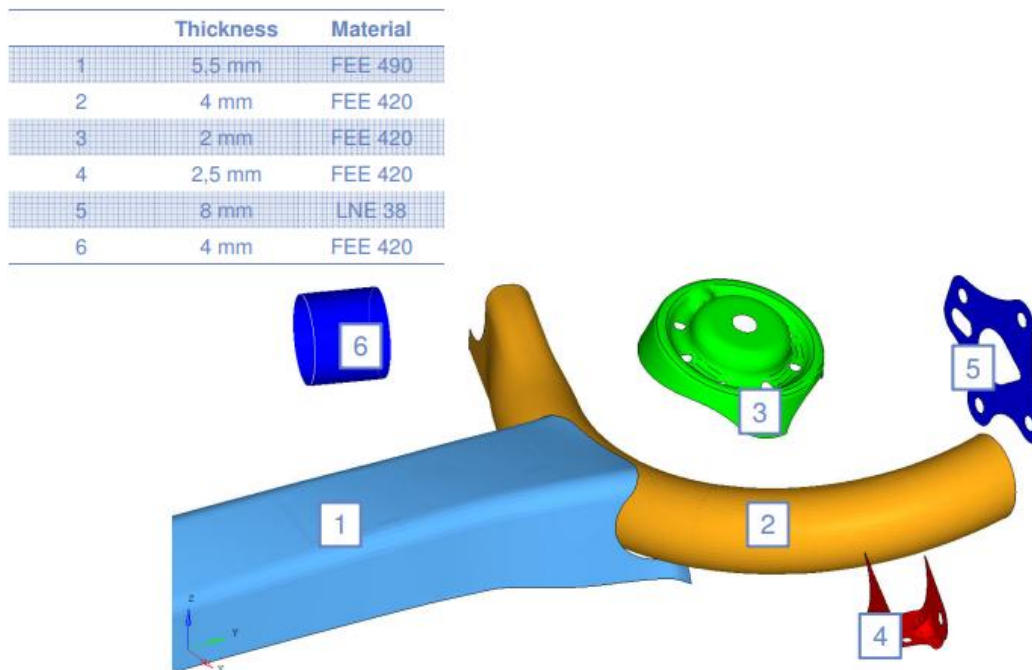 Thickness Material
1 5,5 mm FEE 490
2 4 mm FEE 420
3 2 mm FEE 420
4 2,5 mm FEE 420
5 8 mm LNE 38
6 4 mm FEE 420
6
5
3
1
2
4
Z
Y
X